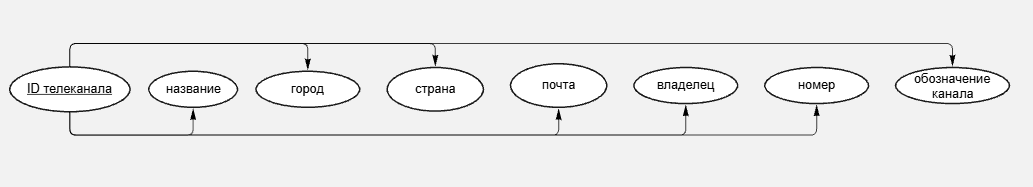 ID телеканала
название
город
страна
почта
владелец
номер
обозначение
канала